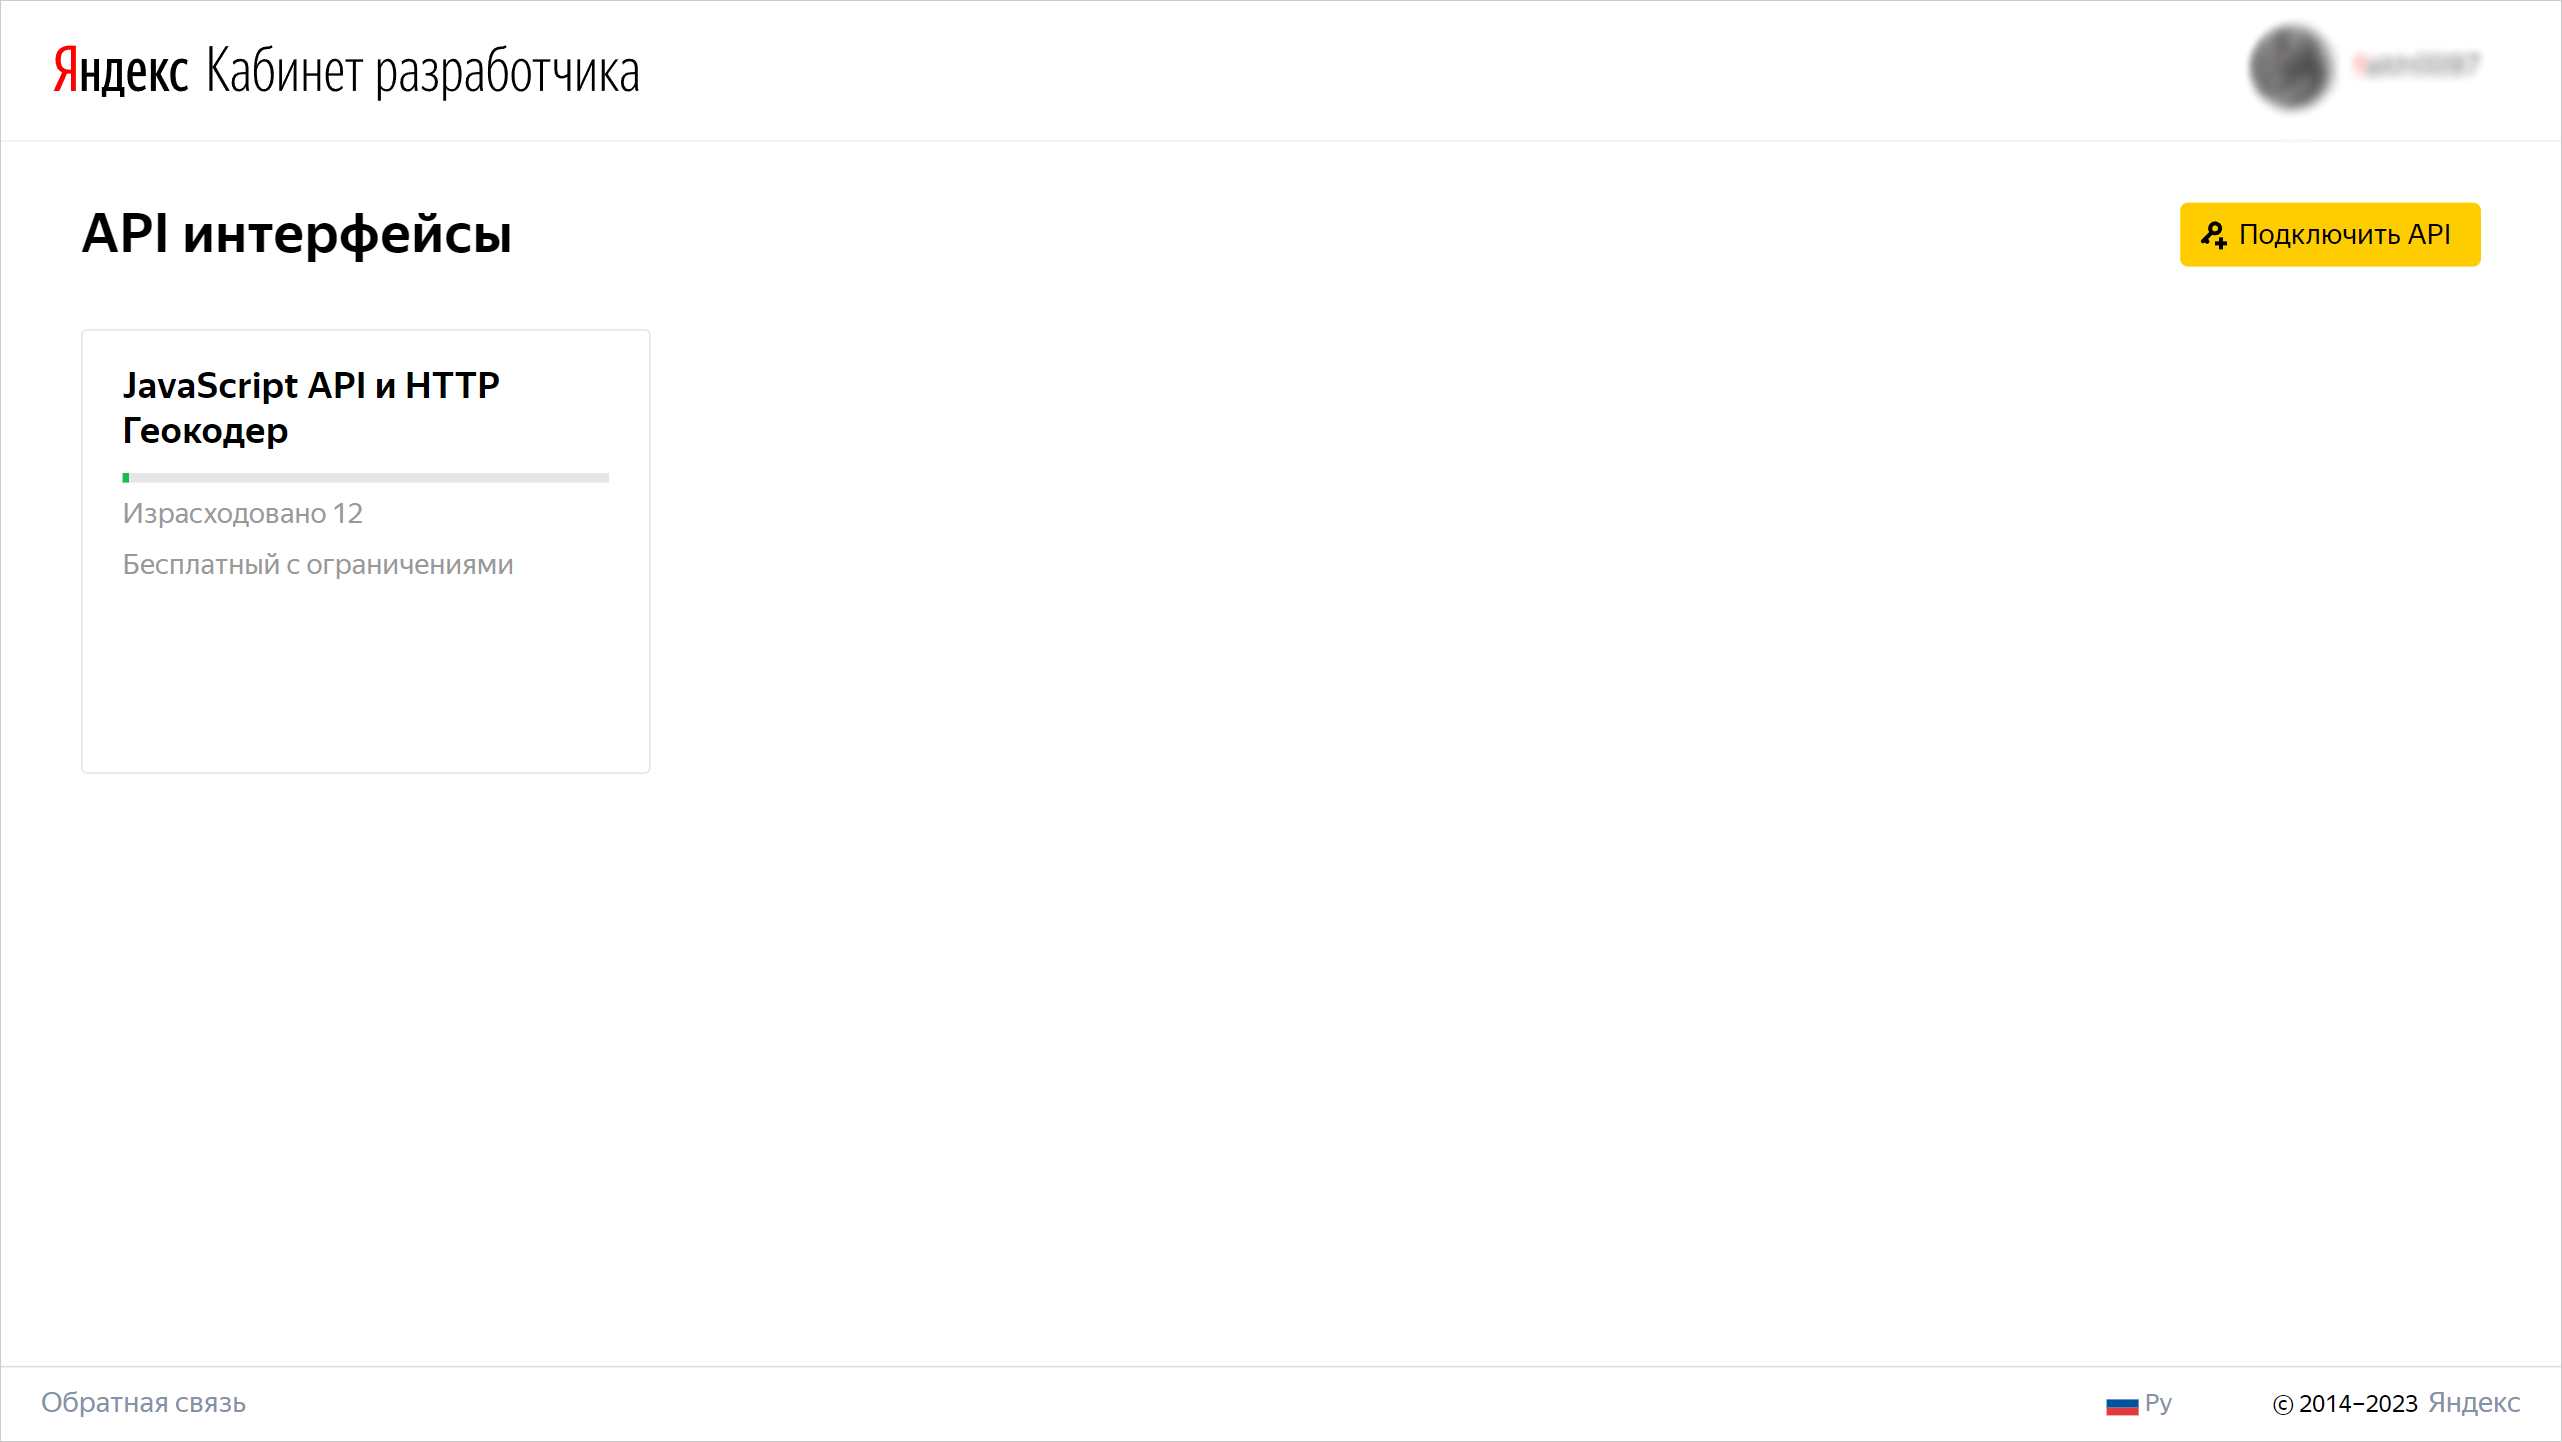 Яндекс Кабинет разработчика
API интерфейсы
Подключить API
JavaScript API и HTTP
Геокодер
Израсходовано 12
Бесплатный с ограничениями
Обратная связь
Ру
© 2014–2023 Яндекс